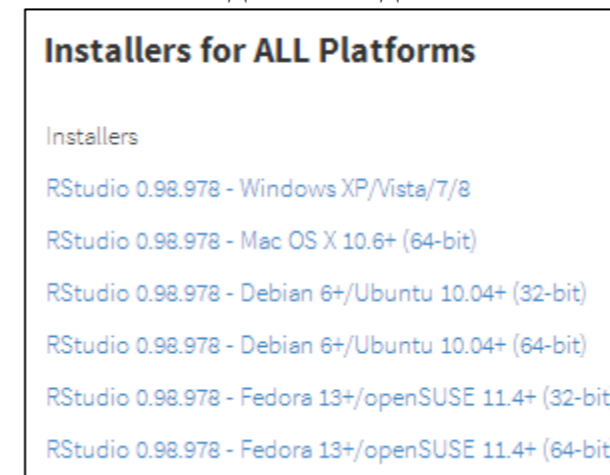 Installers for ALL Platforms
Installers
RStudio 0.98.978 - Windows XP/Vista/7/8
RStudio 0.98.978 - Mac OS X 10.6+ (64-bit)
RStudio 0.98.978 - Debian 6+/Ubuntu 10.04+ (32-bit)
RStudio 0.98.978 - Debian 6+/Ubuntu 10.04+ (64-bit)
RStudio 0.98.978 - Fedora 13+/openSUSE 11.4+ (32-bit
RStudio 0.98.978 - Fedora 13+/openSUSE 11.4+ (64-bit